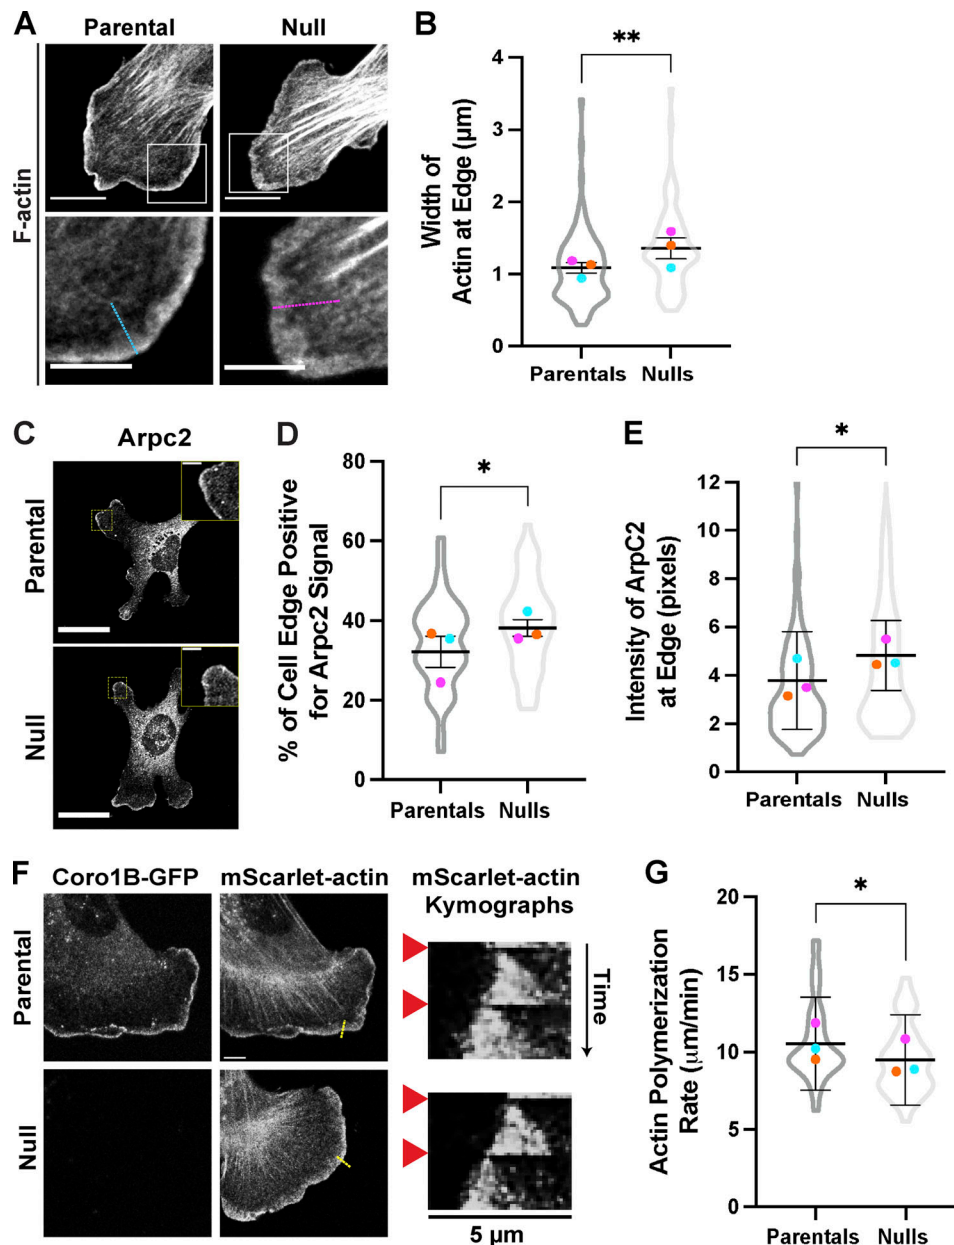 A
Parental
Null
F-actin
B
**
Width of
Actin at Edge (μm)
4
3
2
1
0
Parentals
Nulls
C
Arpc2
Parental
Null
D
*
% of Cell Edge Positive
for Arpc2 Signal
80
60
40
20
0
Parentals
Nulls
E
*
Intensity of ArpC2
at Edge (pixels)
12
10
8
6
4
2
0
Parentals
Nulls
F
Coro1B-GFP
mScarlet-actin
mScarlet-actin
Kymographs
Parental
Null
Time
5 μm
G
*
Actin Polymerization
Rate (μm/min)
20
15
10
5
0
Parentals
Nulls